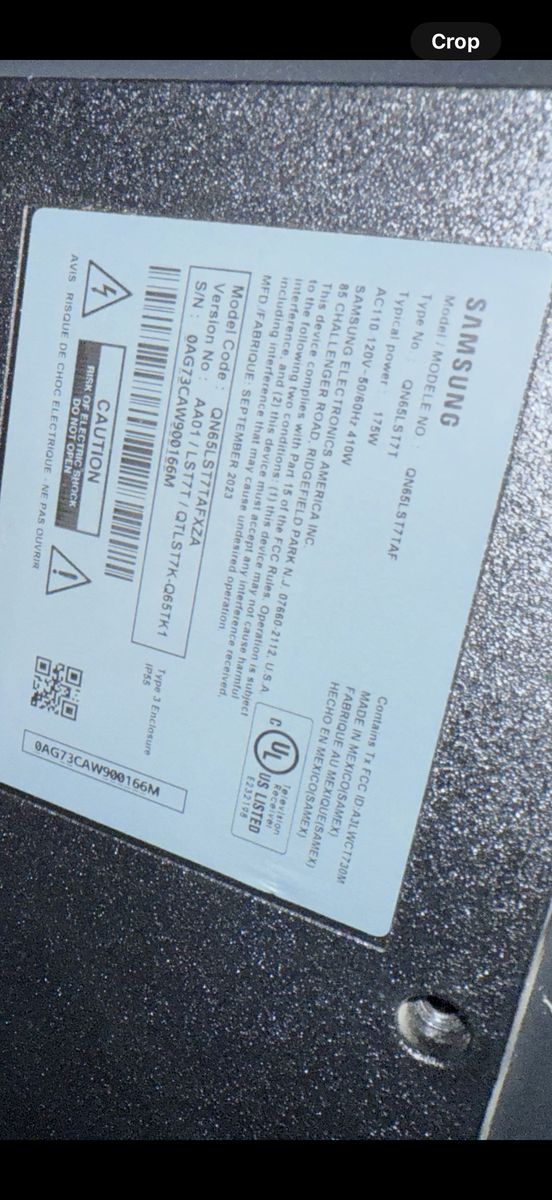 Crop
SAMSUNG
Model / MODELE NO : QN65LST7TAF
Type No : QN65LST7T
Typical power : 175W
AC110-120V~50/60Hz 410W
SAMSUNG ELECTRONICS AMERICA INC.
85 CHALLENGER ROAD, RIDGEFIELD PARK N.J. 07660-2112, U.S.A
This device complies with Part 15 of the FCC Rules. Operation is subject
to the following two conditions: (1) this device may not cause harmful
interference, and (2) this device must accept any interference received,
including interference that may cause undesired operation.
MFD /FABRIQUE: SEPTEMBER 2023
Model Code : QN65LST7TAFXZA
Version No : AA01 / LST7T / QTLST7K-Q65TK1
S/N : 0AG73CAW900166M
CAUTION
RISK OF ELECTRIC SHOCK
DO NOT OPEN
AVIS : RISQUE DE CHOC ELECTRIQUE - NE PAS OUVRIR
Contains Tx FCC ID:A3LWCT730M
MADE IN MEXICO(SAMEX)
FABRIQUE AU MEXIQUE(SAMEX)
HECHO EN MEXICO(SAMEX)
C UL US LISTED
Television
Receiver
E232198
Type 3 Enclosure
IP55
0AG73CAW900166M